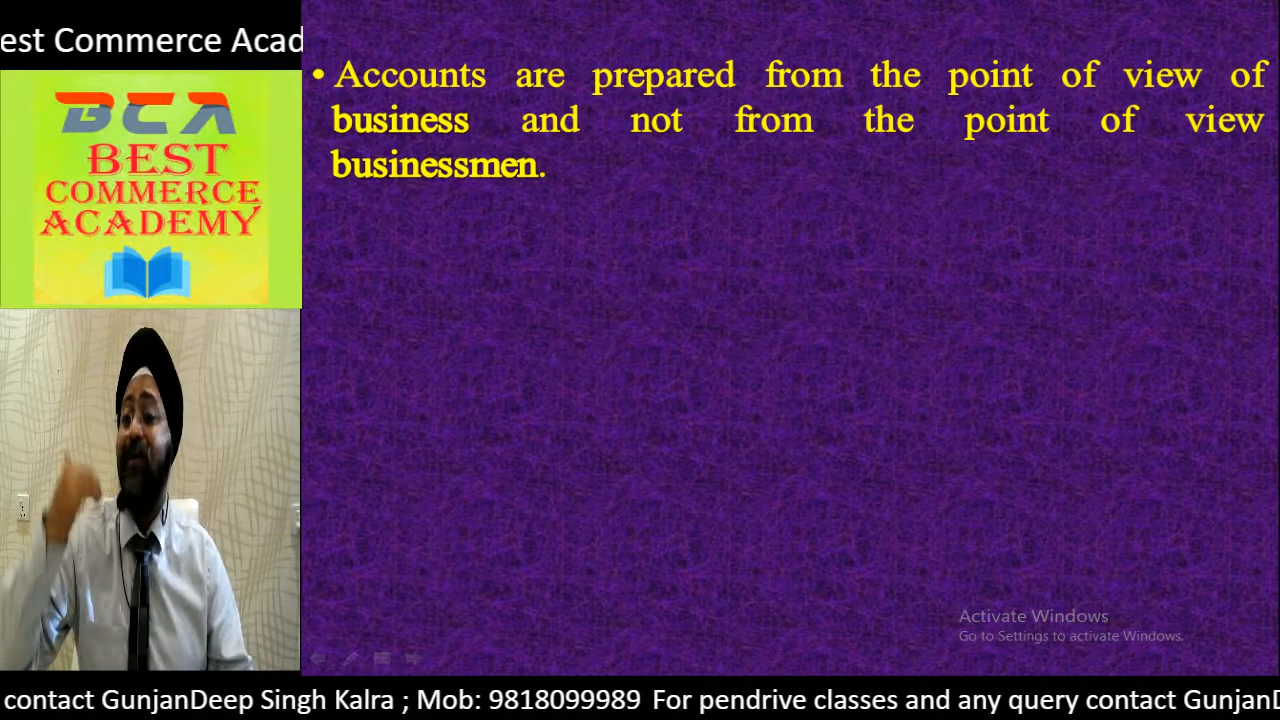 est Commerce Acad
BCA
BEST
COMMERCE
ACADEMY
• Accounts are prepared from the point of view of
business and not from the point of view
businessmen.
Activate Windows
Go to Settings to activate Windows.
contact GunjanDeep Singh Kalra ; Mob: 9818099989 For pendrive classes and any query contact GunjanD